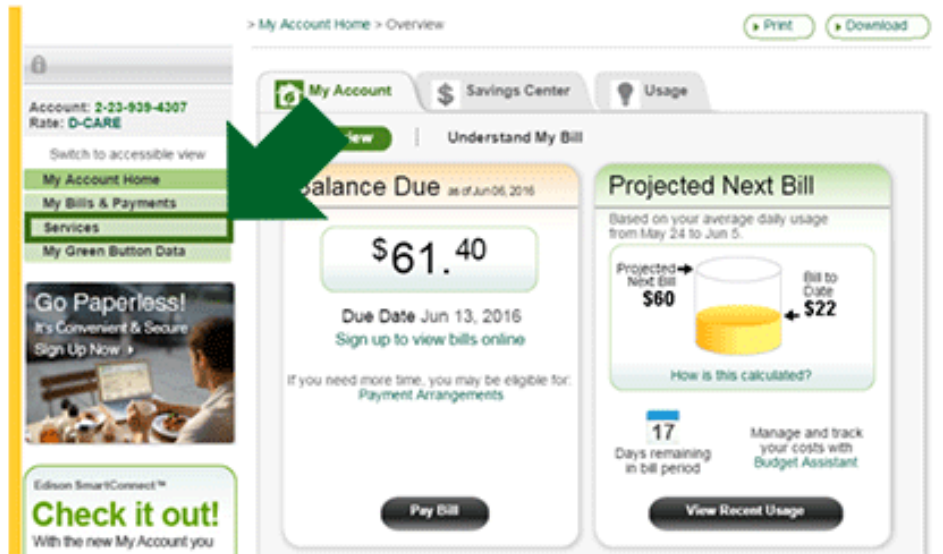 > My Account Home > Overview
Print
Download
Account: 2-23-939-4307
Rate: D-CARE
Switch to accessible view
My Account Home
My Bills & Payments
Services
My Green Button Data
Go Paperless!
It's Convenient & Secure
Sign Up Now
Edison SmartConnect™
Check it out!
With the new My Account you
My Account
Savings Center
Usage
Understand My Bill
Balance Due as of Jun 06, 2016
$61.40
Due Date Jun 13, 2016
Sign up to view bills online
If you need more time, you may be eligible for:
Payment Arrangements
Pay Bill
Projected Next Bill
Based on your average daily usage
from May 24 to Jun 5.
Projected
Next Bill
$60
Bill to
Date
$22
How is this calculated?
17
Days remaining
in bill period
Manage and track
your costs with
Budget Assistant
View Recent Usage